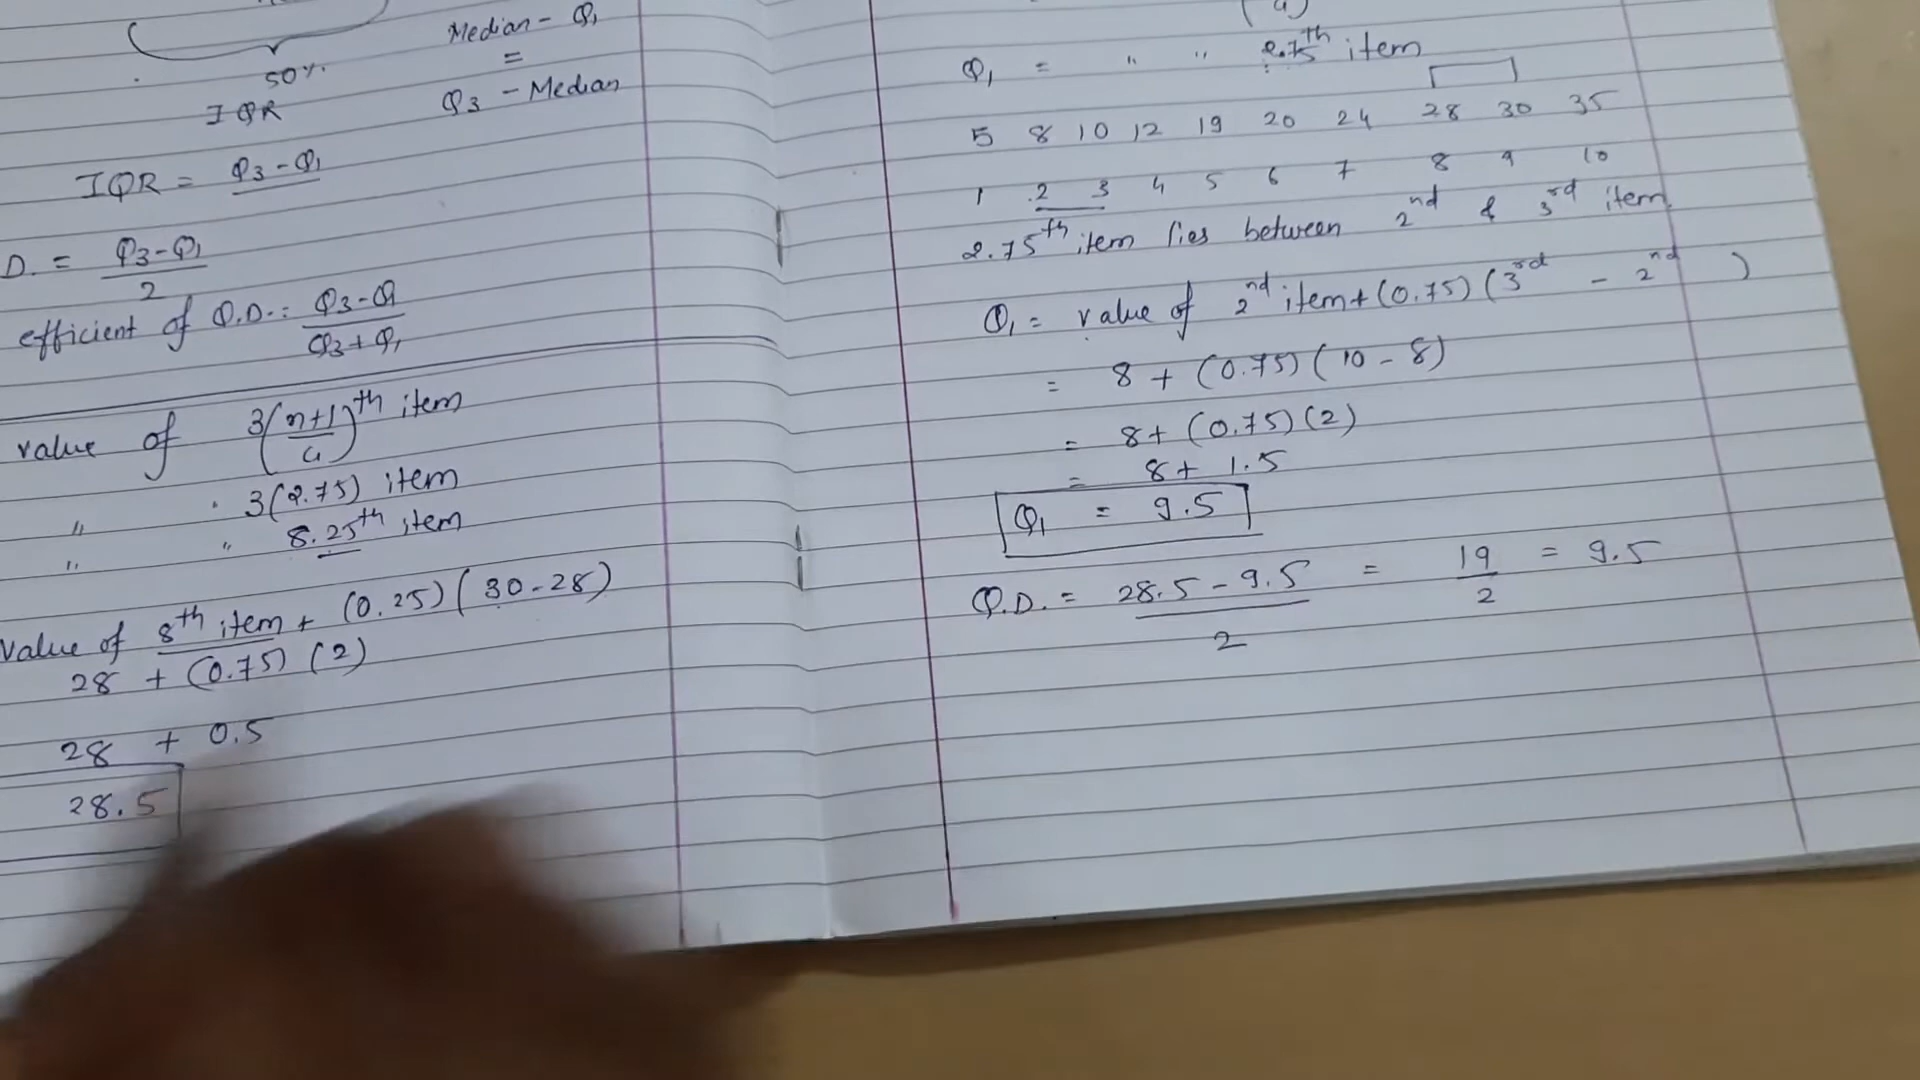 50%.
IQR
Median - Q1
=
Q3 - Median
IQR = Q3-Q1
D. = Q3-Q1
2
efficient of Q.D.: Q3-Q1
Q3+Q1
value of 3(n+1/4)th item
" . 3(2.75) item
" " 8.25th item
Value of 8th item + (0.25)(30-28)
28 + (0.75) (2)
28 + 0.5
28.5
Q1 = " " 2.75th item
5 8 10 12 19 20 24 28 30 35
1 2 3 4 5 6 7 8 9 10
2.75th item lies between 2nd & 3rd item
Q1 = value of 2nd item + (0.75)(3rd - 2nd )
= 8 + (0.75)(10-8)
= 8+ (0.75)(2)
= 8+ 1.5
Q1 = 9.5
Q.D. = 28.5-9.5 = 19 = 9.5
2 2